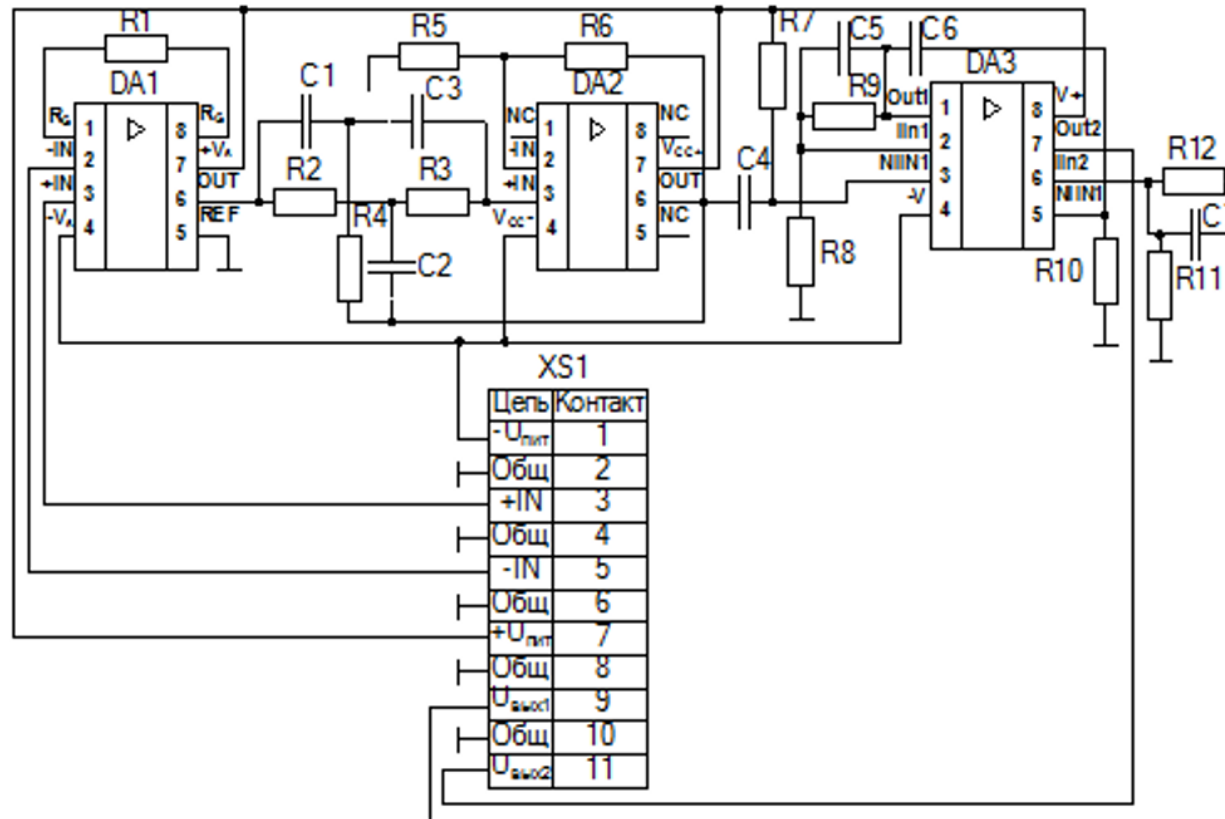 R1
R5
R6
R7
C5
C6
DA1
C1
C3
DA2
DA3
R9
RG
1
8
RG
-IN
2
7
+VA
+IN
3
6
OUT
-VA
4
5
REF
R2
R3
R4
C2
NC
1
8
NC
-IN
2
7
VCC+
+IN
3
6
OUT
VCC-
4
5
NC
C4
R8
Out1
1
8
V+
IIn1
2
7
Out2
NIIN1
3
6
IIn2
-V
4
5
NIIN1
R12
R10
R11
XS1
Цепь Контакт
-Uпит 1
Общ 2
+IN 3
Общ 4
-IN 5
Общ 6
+Uпит 7
Общ 8
Uвых1 9
Общ 10
Uвых2 11